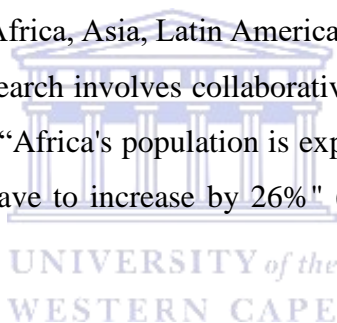 Africa, Asia, Latin America
earch involves collaborativ
“Africa's population is exp
ave to increase by 26%" (
UNIVERSITY of the
WESTERN CAPE